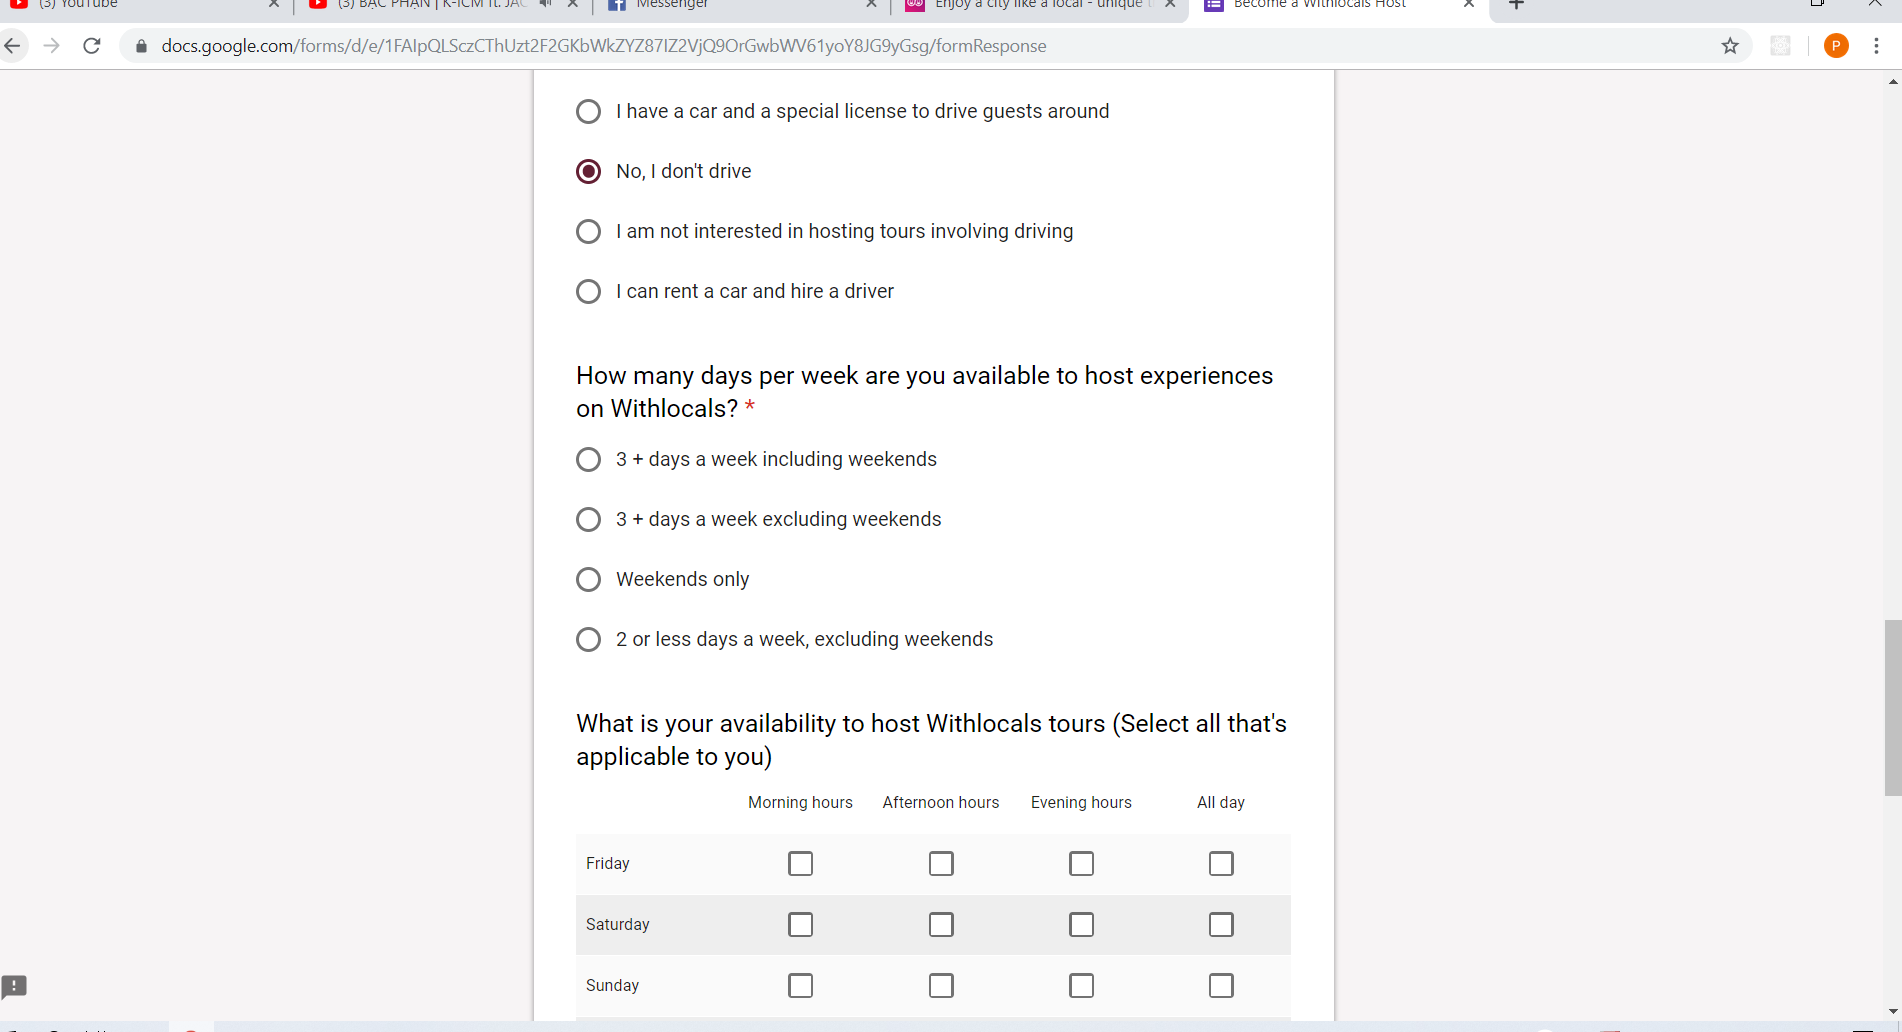 (3) YouTube
(3) BẠC PHẬN | K-ICM ft. JAC
Messenger
Enjoy a city like a local - unique t
Become a Withlocals Host
docs.google.com/forms/d/e/1FAIpQLSczCThUzt2F2GKbWkZYZ87IZ2VjQ9OrGwbWV61yoY8JG9yGsg/formResponse
P
I have a car and a special license to drive guests around
No, I don't drive
I am not interested in hosting tours involving driving
I can rent a car and hire a driver
How many days per week are you available to host experiences
on Withlocals? *
3 + days a week including weekends
3 + days a week excluding weekends
Weekends only
2 or less days a week, excluding weekends
What is your availability to host Withlocals tours (Select all that's
applicable to you)
Morning hours Afternoon hours Evening hours All day
Friday
Saturday
Sunday